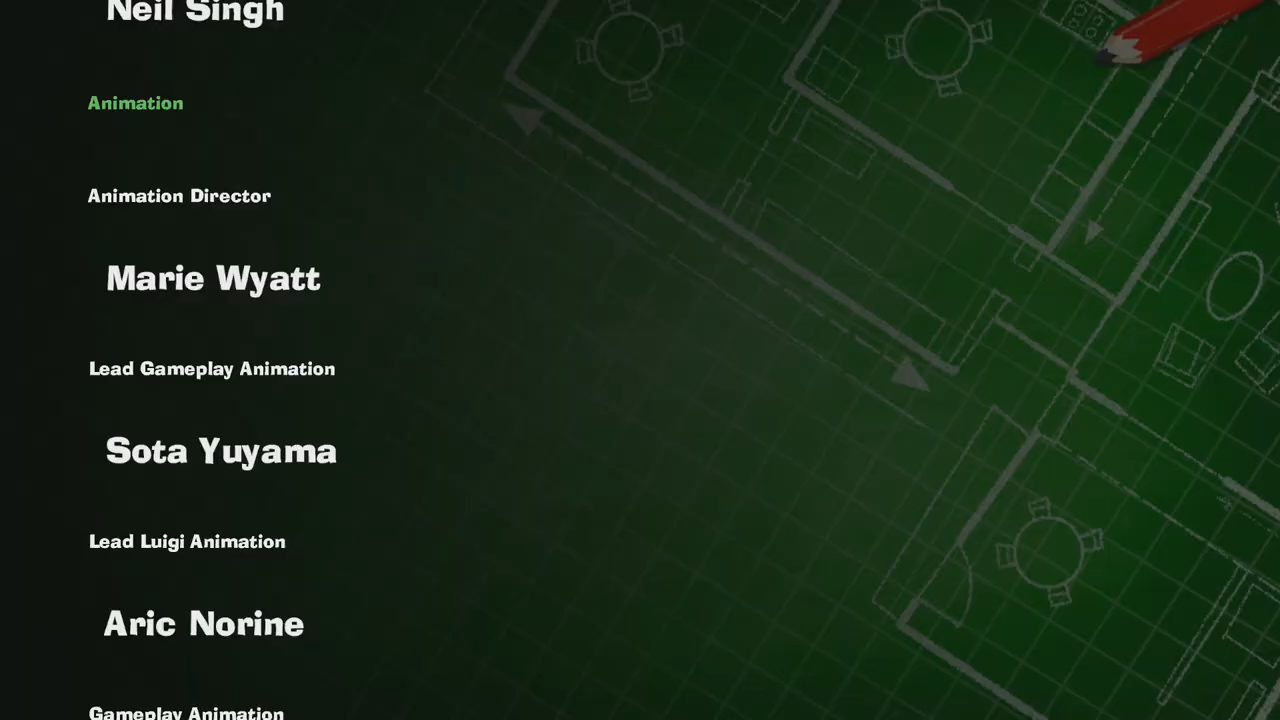 Neil Singh
Animation
Animation Director
Marie Wyatt
Lead Gameplay Animation
Sota Yuyama
Lead Luigi Animation
Aric Norine
Gameplay Animation